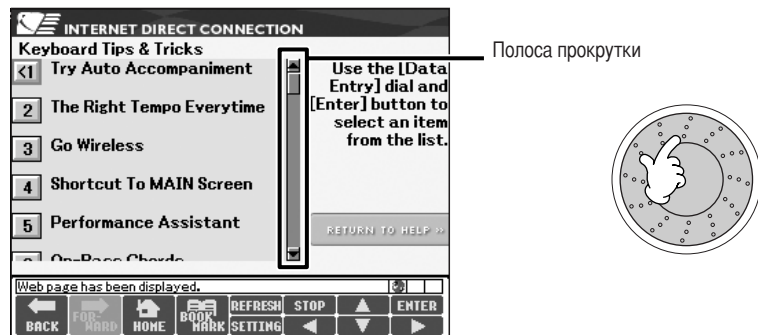 INTERNET DIRECT CONNECTION
Keyboard Tips & Tricks
<1 Try Auto Accompaniment
2 The Right Tempo Everytime
3 Go Wireless
4 Shortcut To MAIN Screen
5 Performance Assistant
Use the [Data
Entry] dial and
[Enter] button to
select an item
from the list.
RETURN TO HELP »
Полоса прокрутки
Web page has been displayed.
BACK FOR-WARD HOME BOOK MARK REFRESH STOP ENTER
SETTING